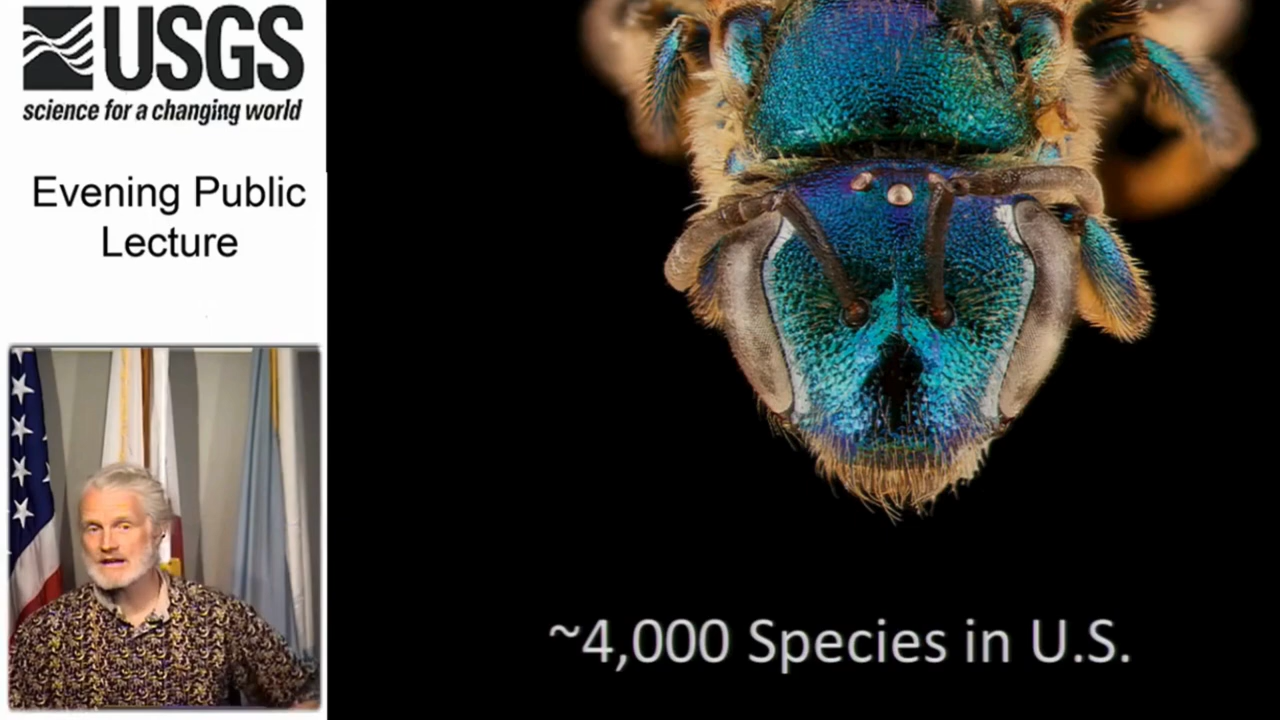 USGS
science for a changing world
Evening Public
Lecture
~4,000 Species in U.S.